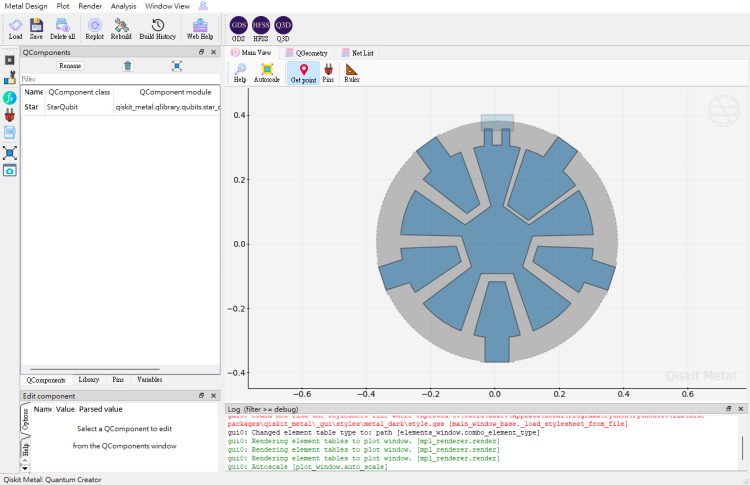 Metal Design Plot Render Analysis Window View
Load Save Delete all Replot Rebuild Build History Web Help GDS HFSS Q3D
GDS HFSS Q3D
QComponents
Rename
Filter
Name QComponent class QComponent module
Star StarQubit qiskit_metal.qlibrary.qubits.star_
QComponents Library Pins Variables
Edit component
Options
Help
Name Value Parsed value
Select a QComponent to edit
from the QComponents window
Main View QGeometry Net List
Help Autoscale Get point Pins Ruler
0.4
0.2
0.0
−0.2
−0.4
−0.6 −0.4 −0.2 0.0 0.2 0.4 0.6
Qiskit Metal
Log (filter >= debug)
packages\qiskit_metal\_gui\styles\metal_dark\style.qss [main_window_base._load_stylesheet_from_file]
gui0: Changed element table type to: path [elements_window.combo_element_type]
gui0: Rendering element tables to plot window. [mpl_renderer.render]
gui0: Rendering element tables to plot window. [mpl_renderer.render]
gui0: Rendering element tables to plot window. [mpl_renderer.render]
gui0: Autoscale [plot_window.auto_scale]
Qiskit Metal: Quantum Creator